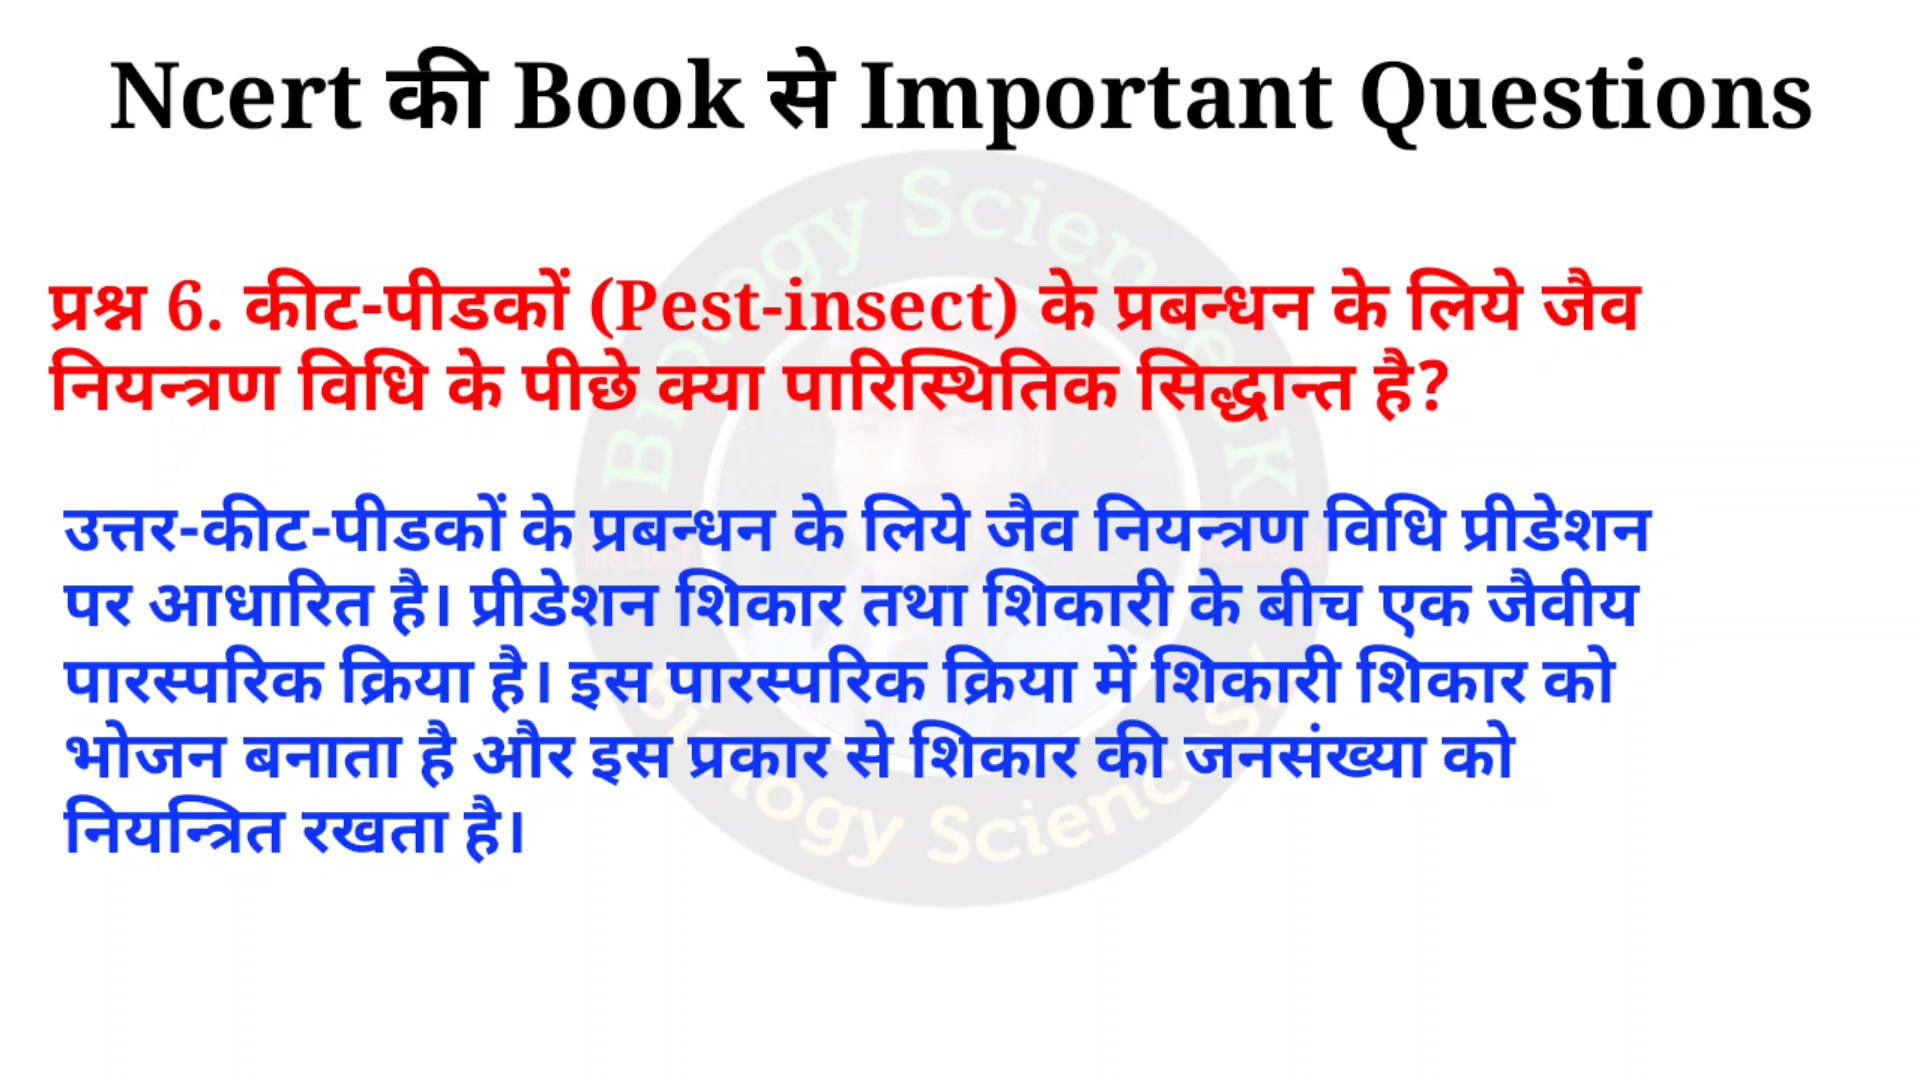 Ncert की Book से Important Questions
प्रश्न 6. कीट-पीडकों (Pest-insect) के प्रबन्धन के लिये जैव
नियन्त्रण विधि के पीछे क्या पारिस्थितिक सिद्धान्त है?
उत्तर-कीट-पीडकों के प्रबन्धन के लिये जैव नियन्त्रण विधि प्रीडेशन
पर आधारित है। प्रीडेशन शिकार तथा शिकारी के बीच एक जैवीय
पारस्परिक क्रिया है। इस पारस्परिक क्रिया में शिकारी शिकार को
भोजन बनाता है और इस प्रकार से शिकार की जनसंख्या को
नियन्त्रित रखता है।